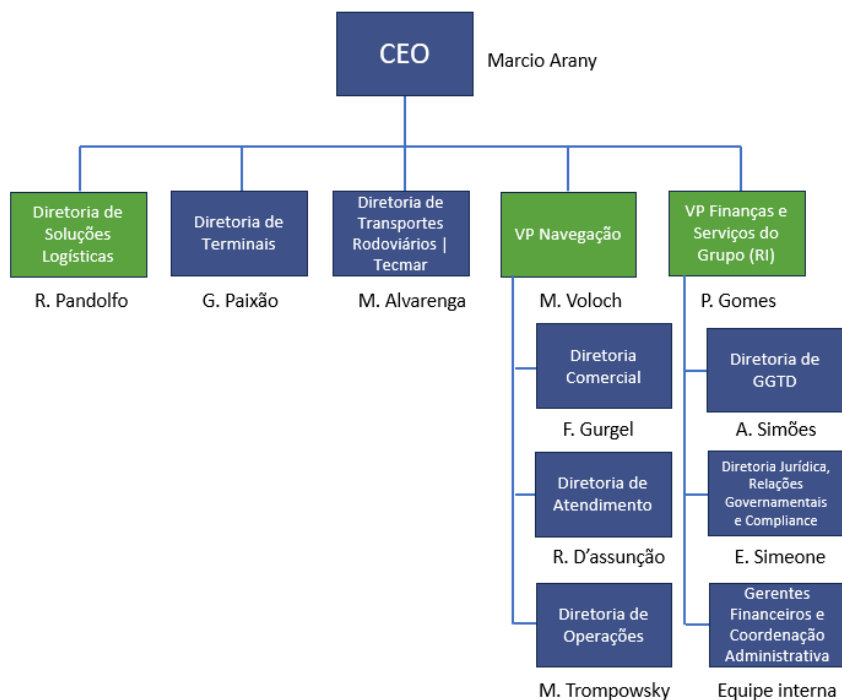 CEO
Marcio Arany
Diretoria de
Soluções
Logísticas
R. Pandolfo
Diretoria de
Terminais
G. Paixão
Diretoria de
Transportes
Rodoviários |
Tecmar
M. Alvarenga
VP Navegação
M. Voloch
VP Finanças e
Serviços do
Grupo (RI)
P. Gomes
Diretoria
Comercial
F. Gurgel
Diretoria de
Atendimento
R. D’assunção
Diretoria de
Operações
M. Trompowsky
Diretoria de
GGTD
A. Simões
Diretoria Jurídica,
Relações
Governamentais
e Compliance
E. Simeone
Gerentes
Financeiros e
Coordenação
Administrativa
Equipe interna